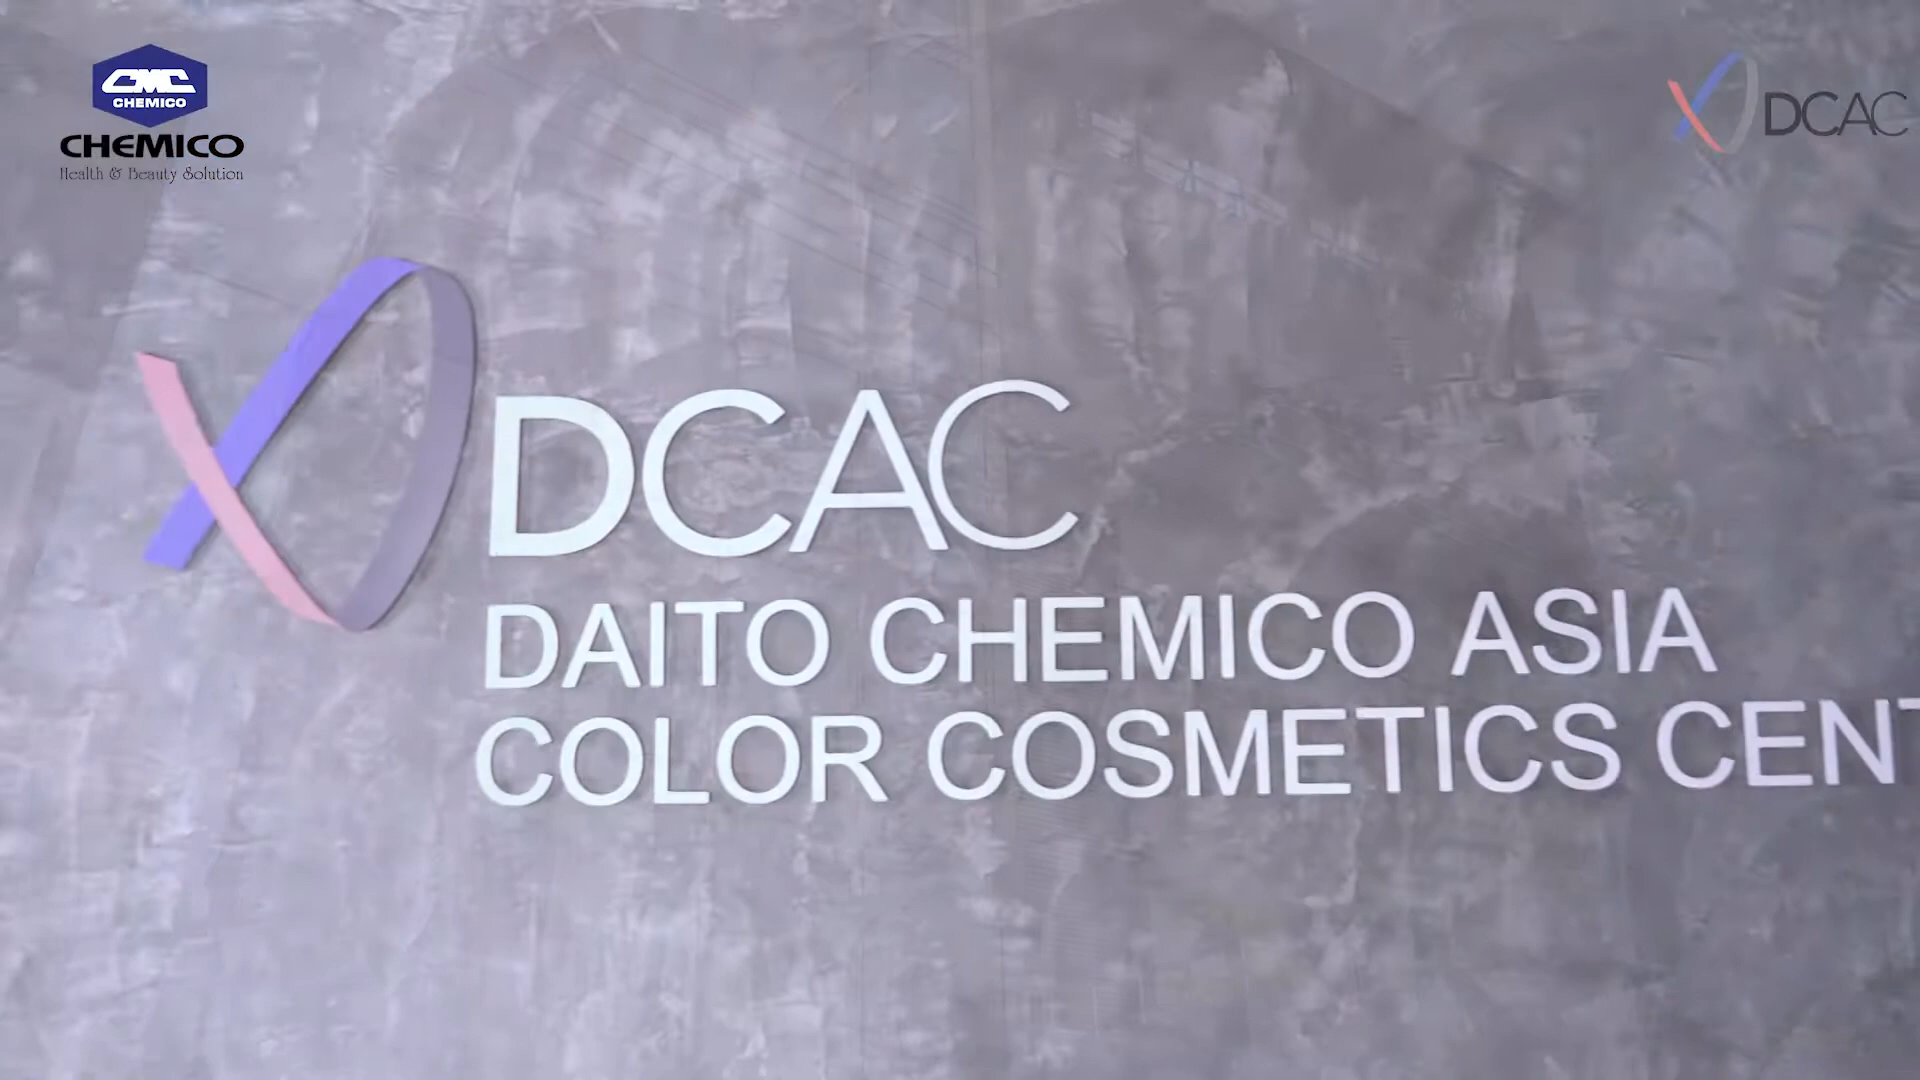 CMC
CHEMICO
CHEMICO
Health & Beauty Solution
DCAC
DCAC
DAITO CHEMICO ASIA
COLOR COSMETICS CENT